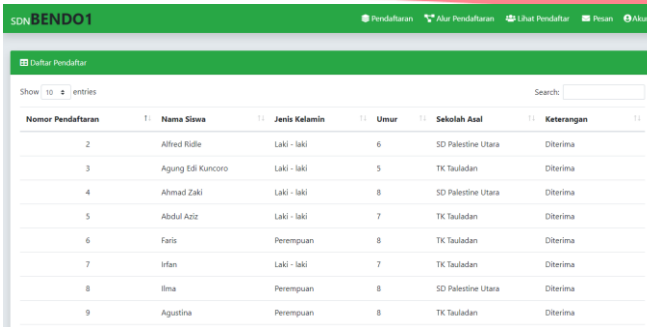 SDNBENDO1 Pendaftaran Alur Pendaftaran Lihat Pendaftar Pesan Akun
Daftar Pendaftar
Show 10 entries Search:
Nomor Pendaftaran Nama Siswa Jenis Kelamin Umur Sekolah Asal Keterangan
2 Alfred Ridle Laki - laki 6 SD Palestine Utara Diterima
3 Agung Edi Kuncoro Laki - laki 5 TK Tauladan Diterima
4 Ahmad Zaki Laki - laki 8 SD Palestine Utara Diterima
5 Abdul Aziz Laki - laki 7 TK Tauladan Diterima
6 Faris Perempuan 8 TK Tauladan Diterima
7 Irfan Laki - laki 7 TK Tauladan Diterima
8 Ilma Perempuan 8 SD Palestine Utara Diterima
9 Agustina Perempuan 8 TK Tauladan Diterima